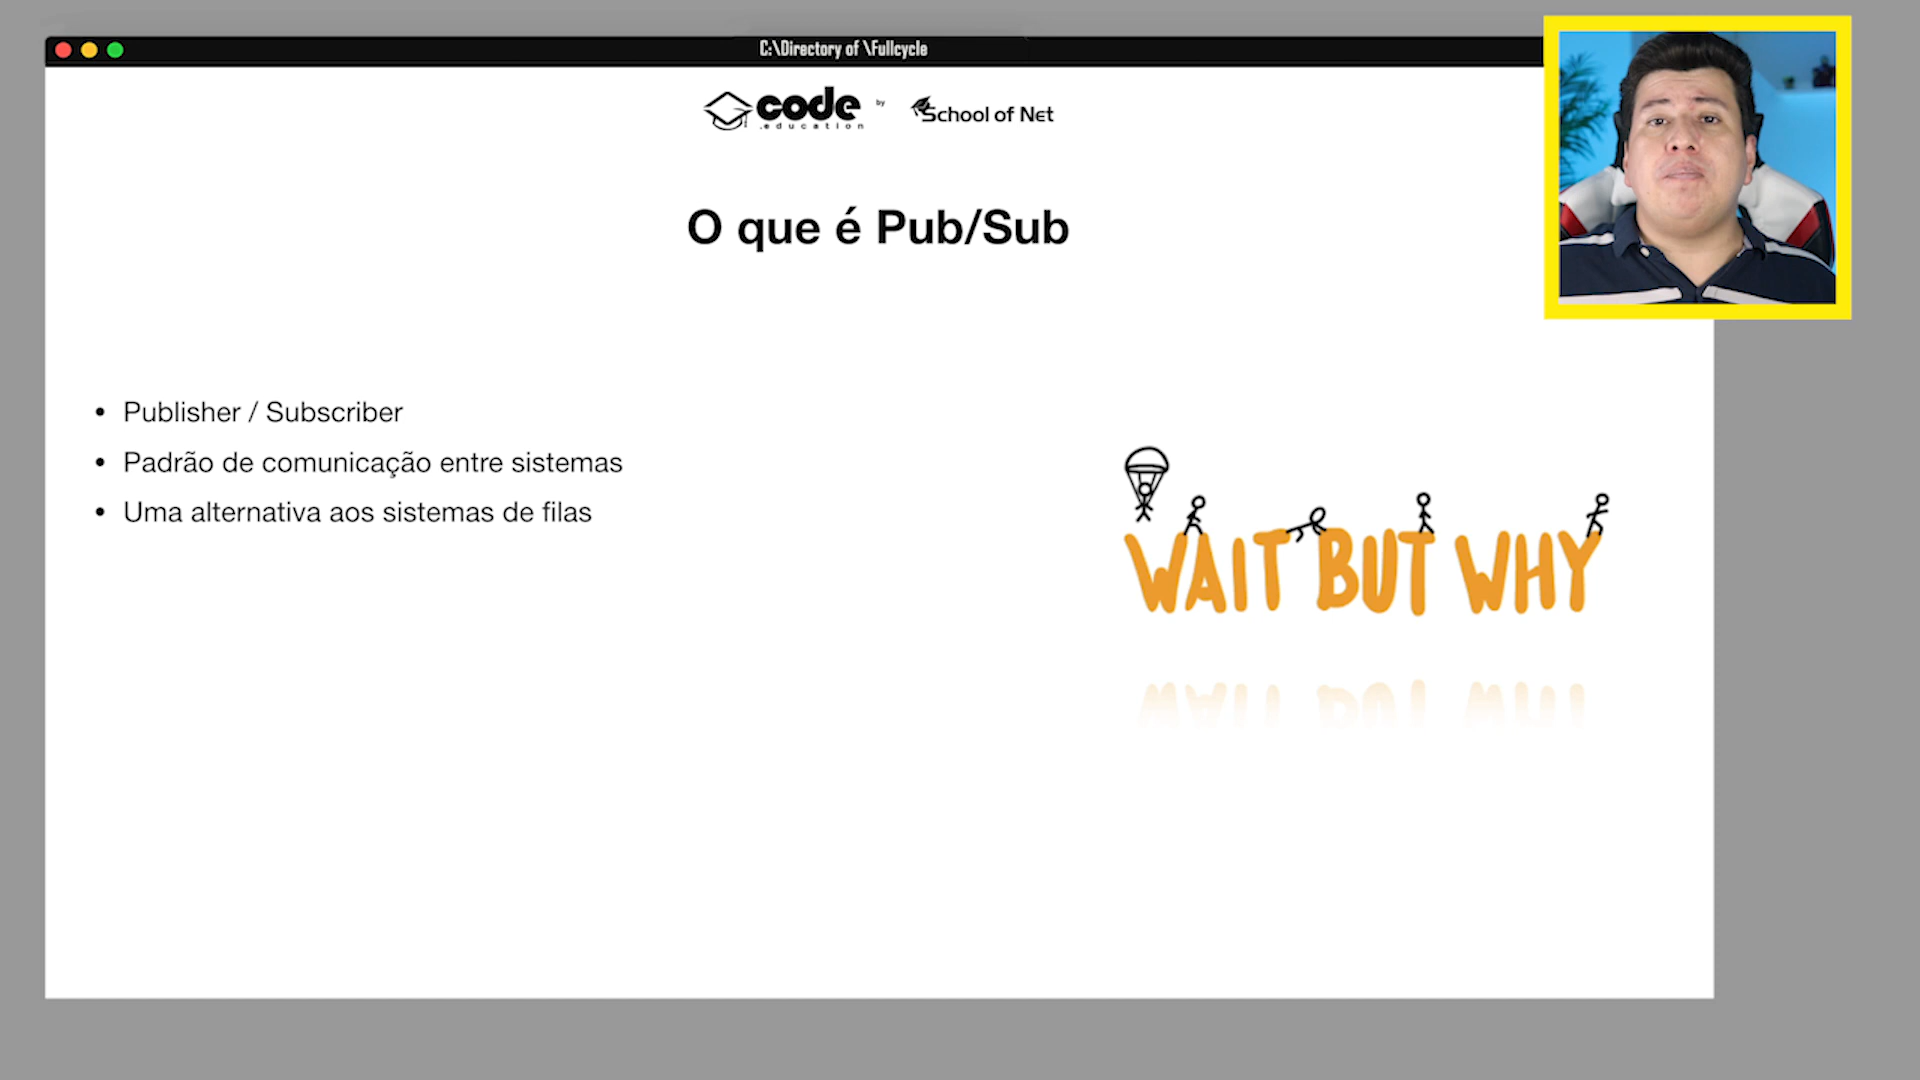 C:\Directory of \Fullcycle
code by School of Net
.education
O que é Pub/Sub
• Publisher / Subscriber
• Padrão de comunicação entre sistemas
• Uma alternativa aos sistemas de filas
WAIT BUT WHY